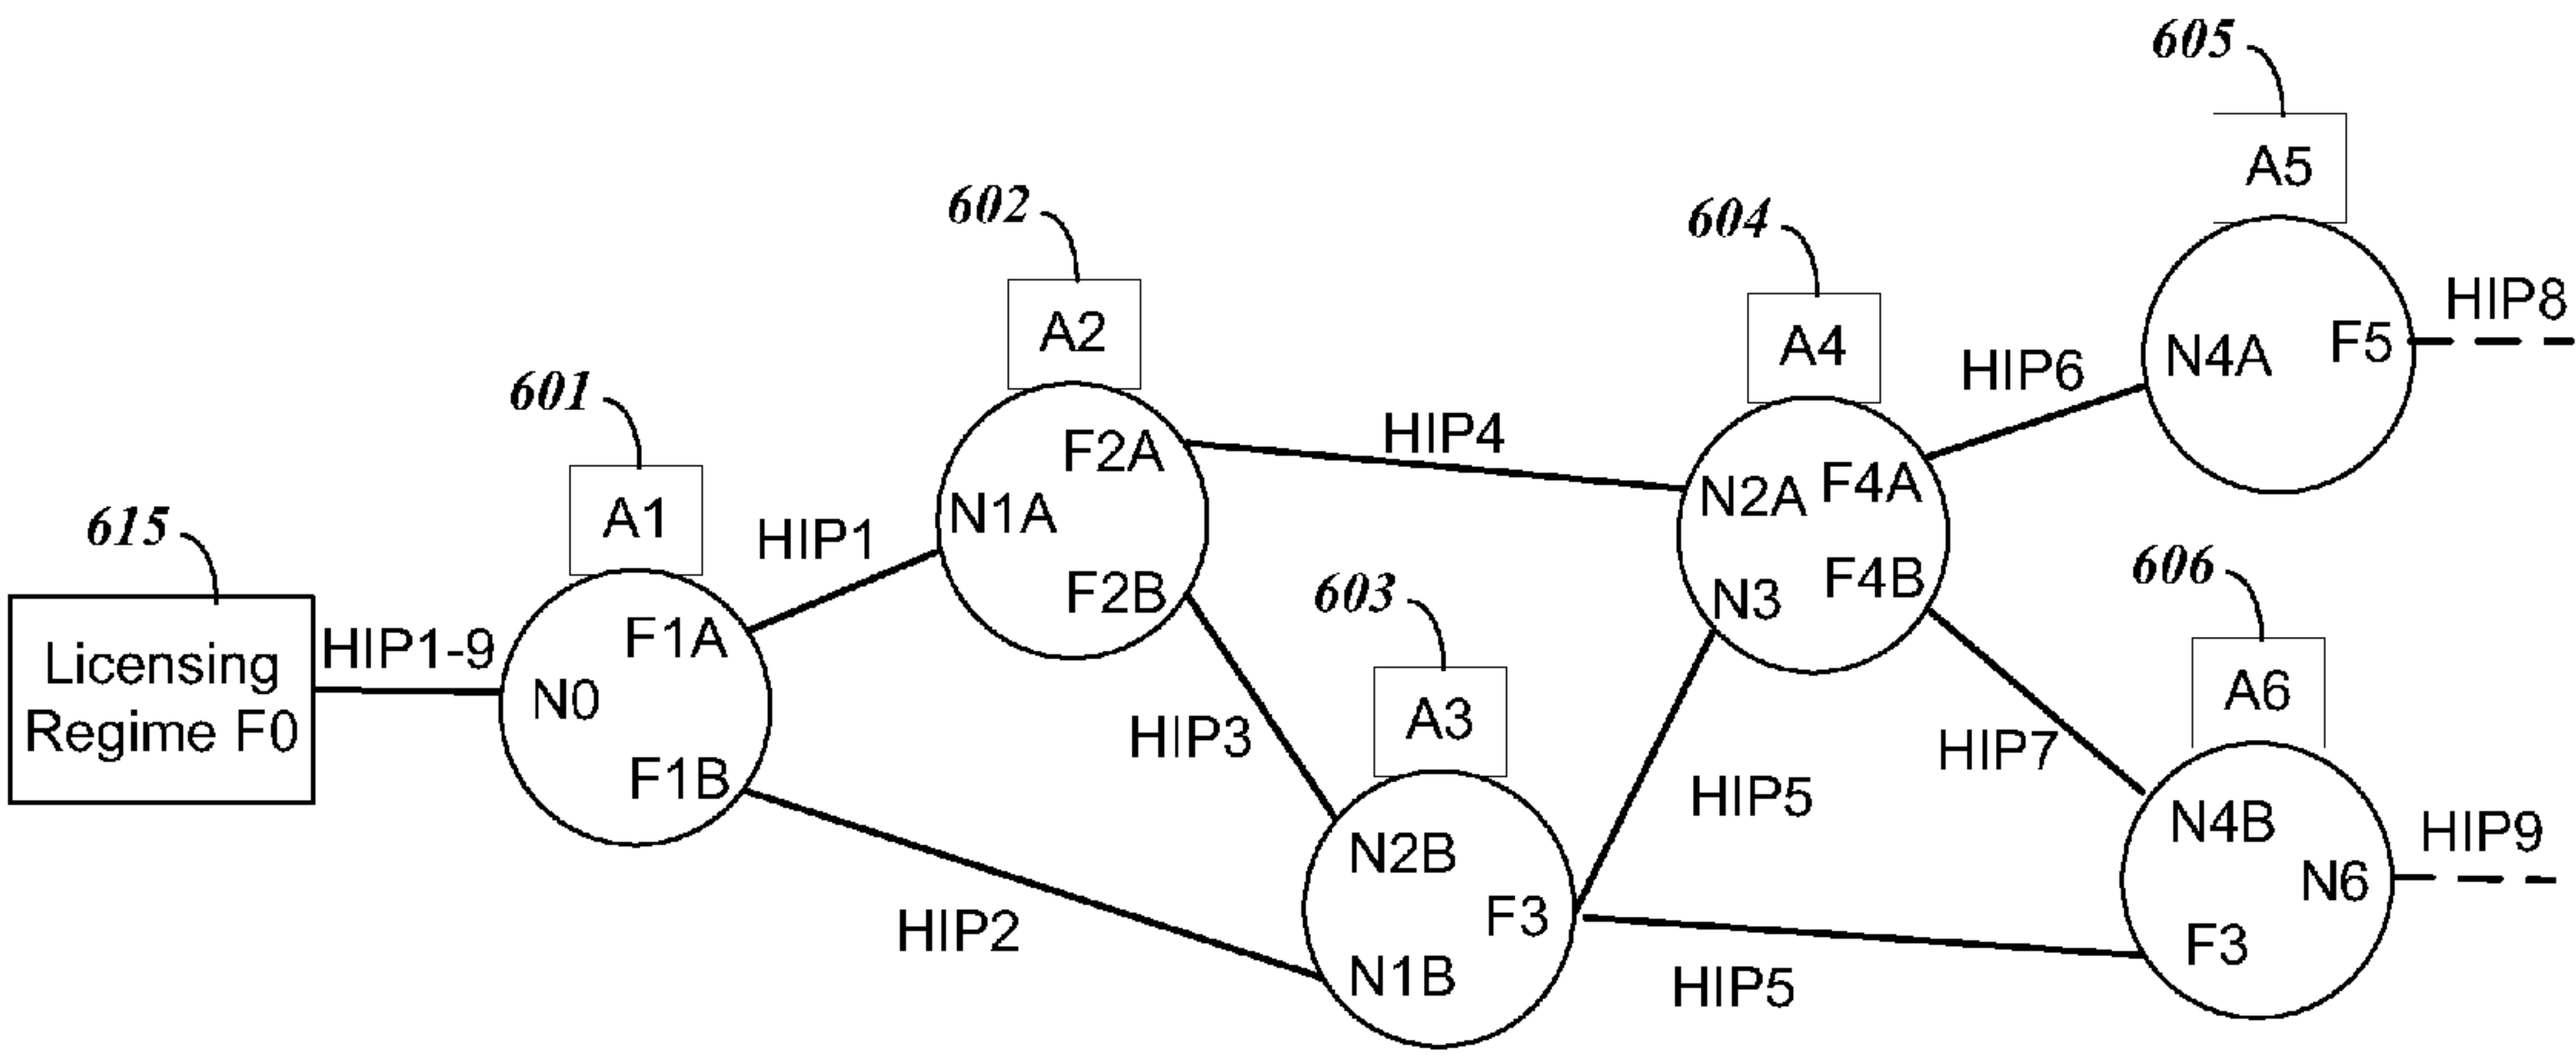 605
A5
HIP8
N4A
F5
602
604
A2
A4
HIP6
601
HIP4
F2A
N1A
F2B
N2A
F4A
N3
F4B
A1
HIP1
615
Licensing
Regime F0
HIP1-9
N0
F1A
F1B
603
606
A3
A6
HIP3
HIP5
HIP7
N2B
F3
N1B
N4B
N6
F3
HIP9
HIP2
HIP5